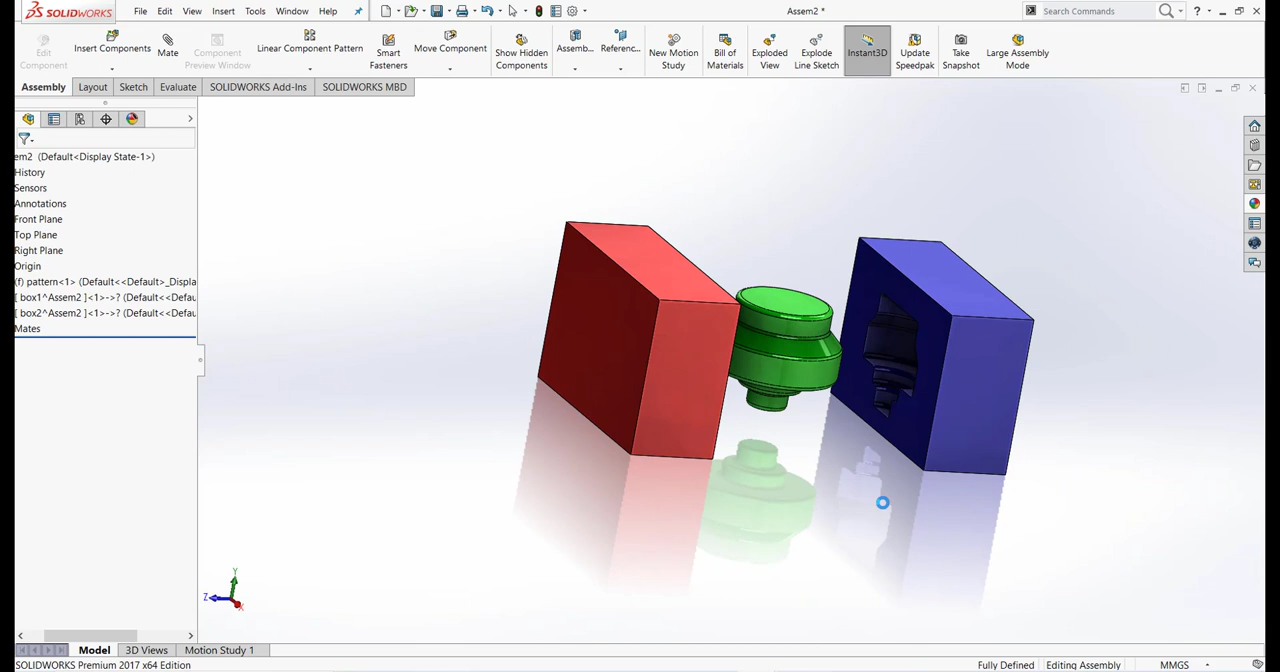 SOLIDWORKS File Edit View Insert Tools Window Help Assem2 * Search Commands ?
Edit Component
Insert Components
Mate
Component Preview Window
Linear Component Pattern
Smart Fasteners
Move Component
Show Hidden Components
Assemb...
Referenc...
New Motion Study
Bill of Materials
Exploded View
Explode Line Sketch
Instant3D
Update Speedpak
Take Snapshot
Large Assembly Mode
Assembly Layout Sketch Evaluate SOLIDWORKS Add-Ins SOLIDWORKS MBD
em2 (Default<Display State-1>)
History
Sensors
Annotations
Front Plane
Top Plane
Right Plane
Origin
(f) pattern<1> (Default<<Default>_Displa
[ box1^Assem2 ]<1>->? (Default<<Defau
[ box2^Assem2 ]<1>->? (Default<<Defau
Mates
Y
Z
X
Model 3D Views Motion Study 1
SOLIDWORKS Premium 2017 x64 Edition Fully Defined Editing Assembly MMGS